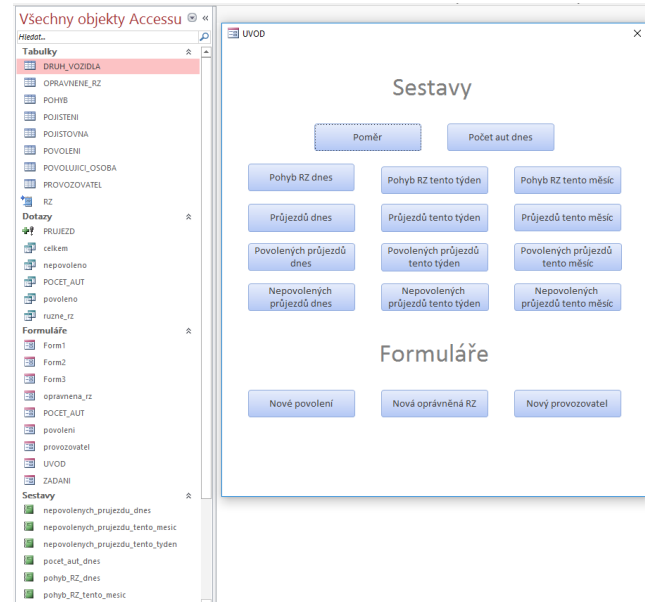 Všechny objekty Accessu
Hledat...
Tabulky
DRUH_VOZIDLA
OPRAVNENE_RZ
POHYB
POJISTENI
POJISTOVNA
POVOLENI
POVOLUJICI_OSOBA
PROVOZOVATEL
RZ
Dotazy
PRUJEZD
celkem
nepovoleno
POCET_AUT
povoleno
ruzne_rz
Formuláře
Form1
Form2
Form3
opravnena_rz
POCET_AUT
povoleni
provozovatel
UVOD
ZADANI
Sestavy
nepovolenych_prujezdu_dnes
nepovolenych_prujezdu_tento_mesic
nepovolenych_prujezdu_tento_tyden
pocet_aut_dnes
pohyb_RZ_dnes
pohyb_RZ_tento_mesic
UVOD
Sestavy
Poměr
Počet aut dnes
Pohyb RZ dnes
Pohyb RZ tento týden
Pohyb RZ tento měsíc
Průjezdů dnes
Průjezdů tento týden
Průjezdů tento měsíc
Povolených průjezdů
dnes
Povolených průjezdů
tento týden
Povolených průjezdů
tento měsíc
Nepovolených
průjezdů dnes
Nepovolených
průjezdů tento týden
Nepovolených
průjezdů tento měsíc
Formuláře
Nové povolení
Nová oprávněná RZ
Nový provozovatel